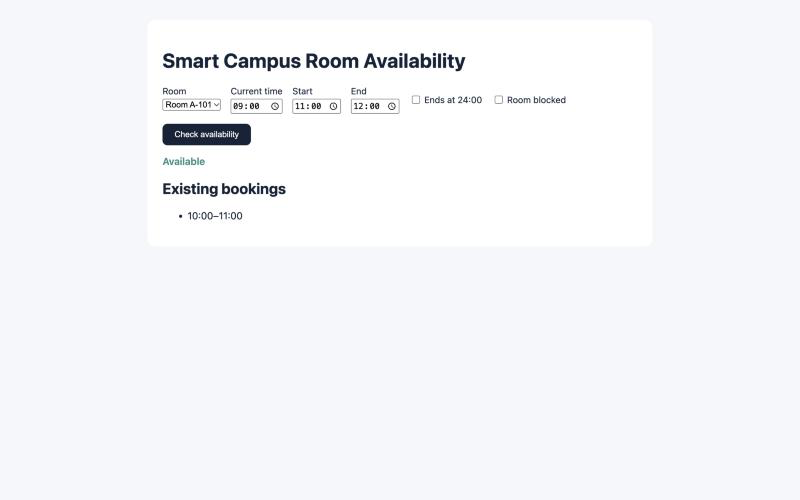 Smart Campus Room Availability
Room Current time Start End
Room A-101 09:00 11:00 12:00 Ends at 24:00 Room blocked
Check availability
Available
Existing bookings
• 10:00–11:00